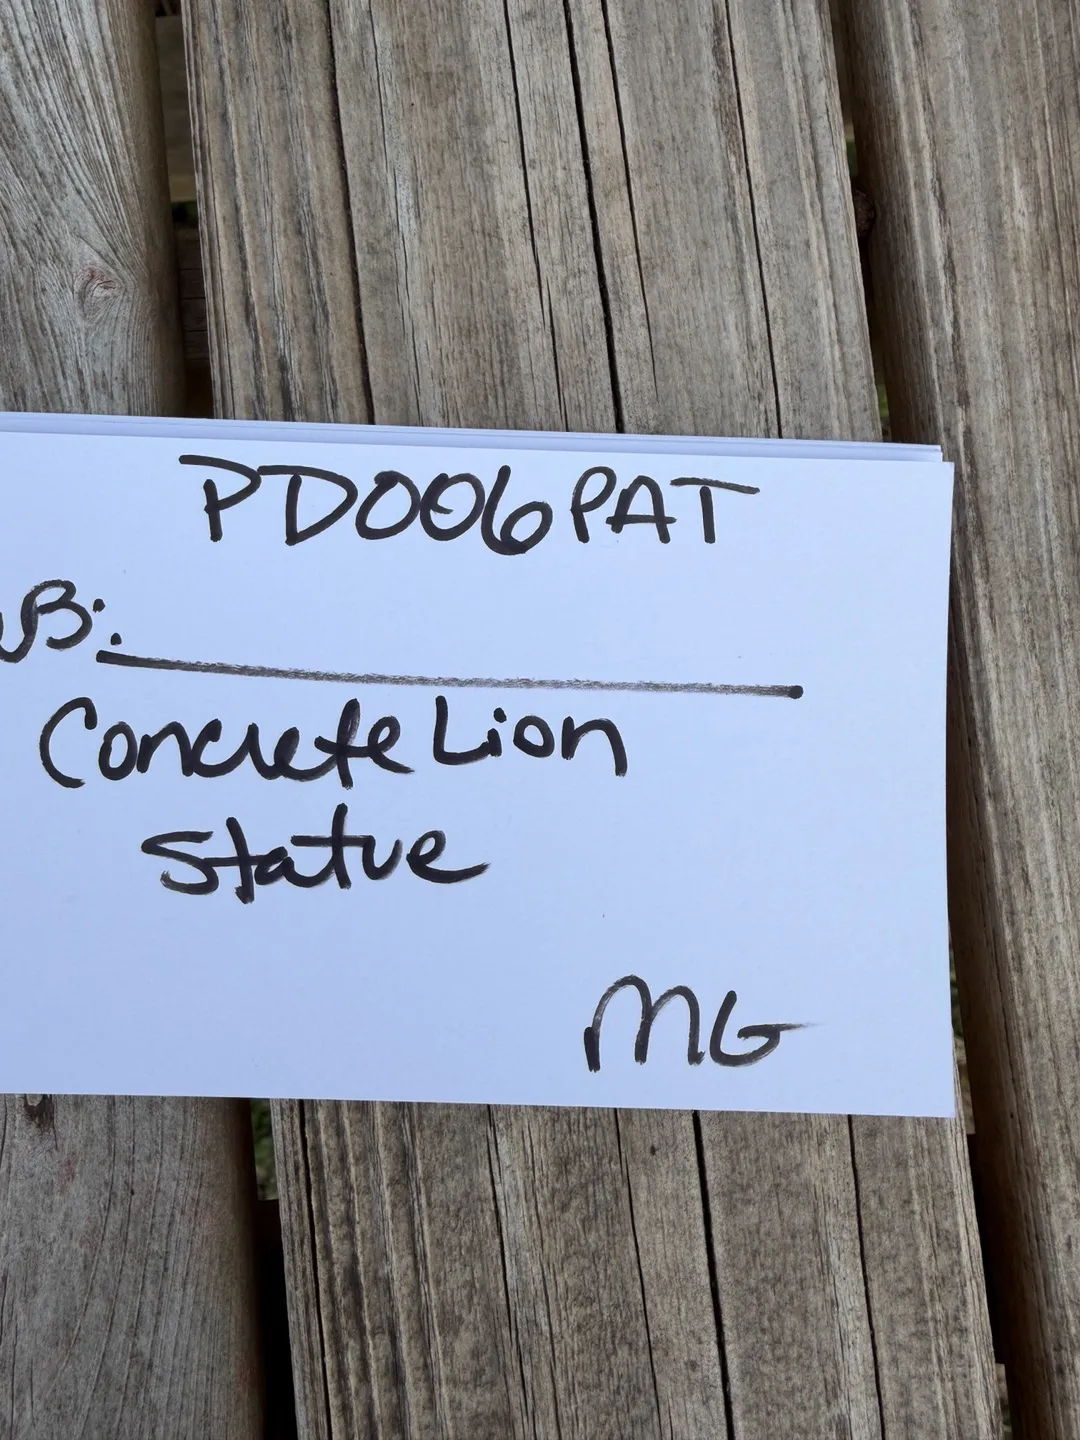 PD006PAT
B:
Concrete Lion
Statue
MG